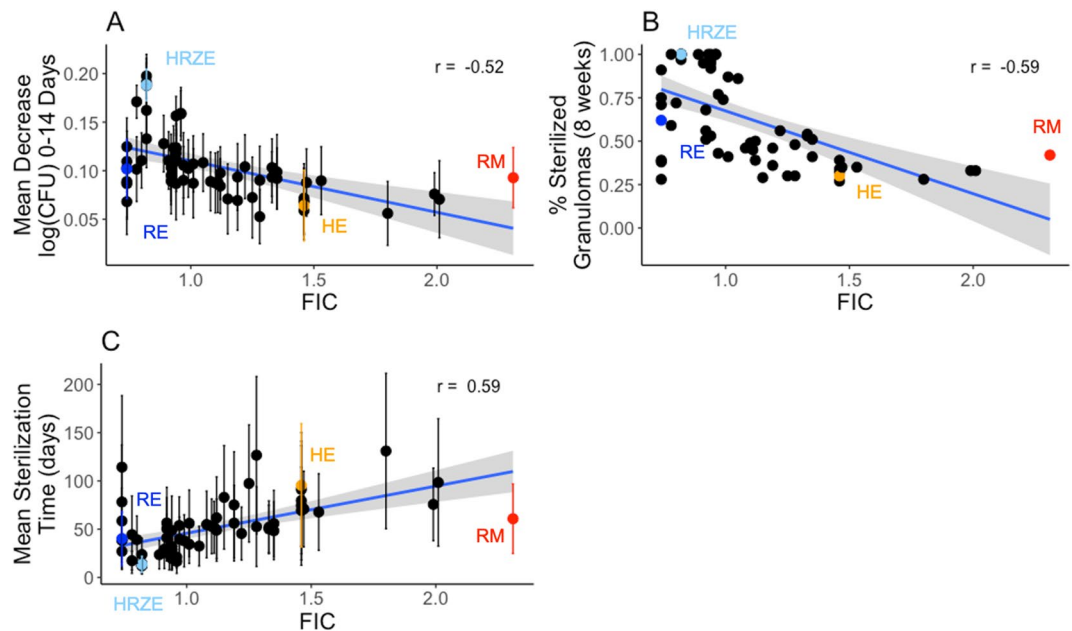 A
Mean Decrease
log(CFU) 0-14 Days
0.20
0.15
0.10
0.05
HRZE
r = -0.52
RM
RE
HE
1.0
1.5
2.0
FIC
B
% Sterilized
Granulomas (8 weeks)
1.00
0.75
0.50
0.25
0.00
HRZE
r = -0.59
RM
RE
HE
1.0
1.5
2.0
FIC
C
Mean Sterilization
Time (days)
200
150
100
50
0
r = 0.59
HE
RE
RM
HRZE
1.0
1.5
2.0
FIC